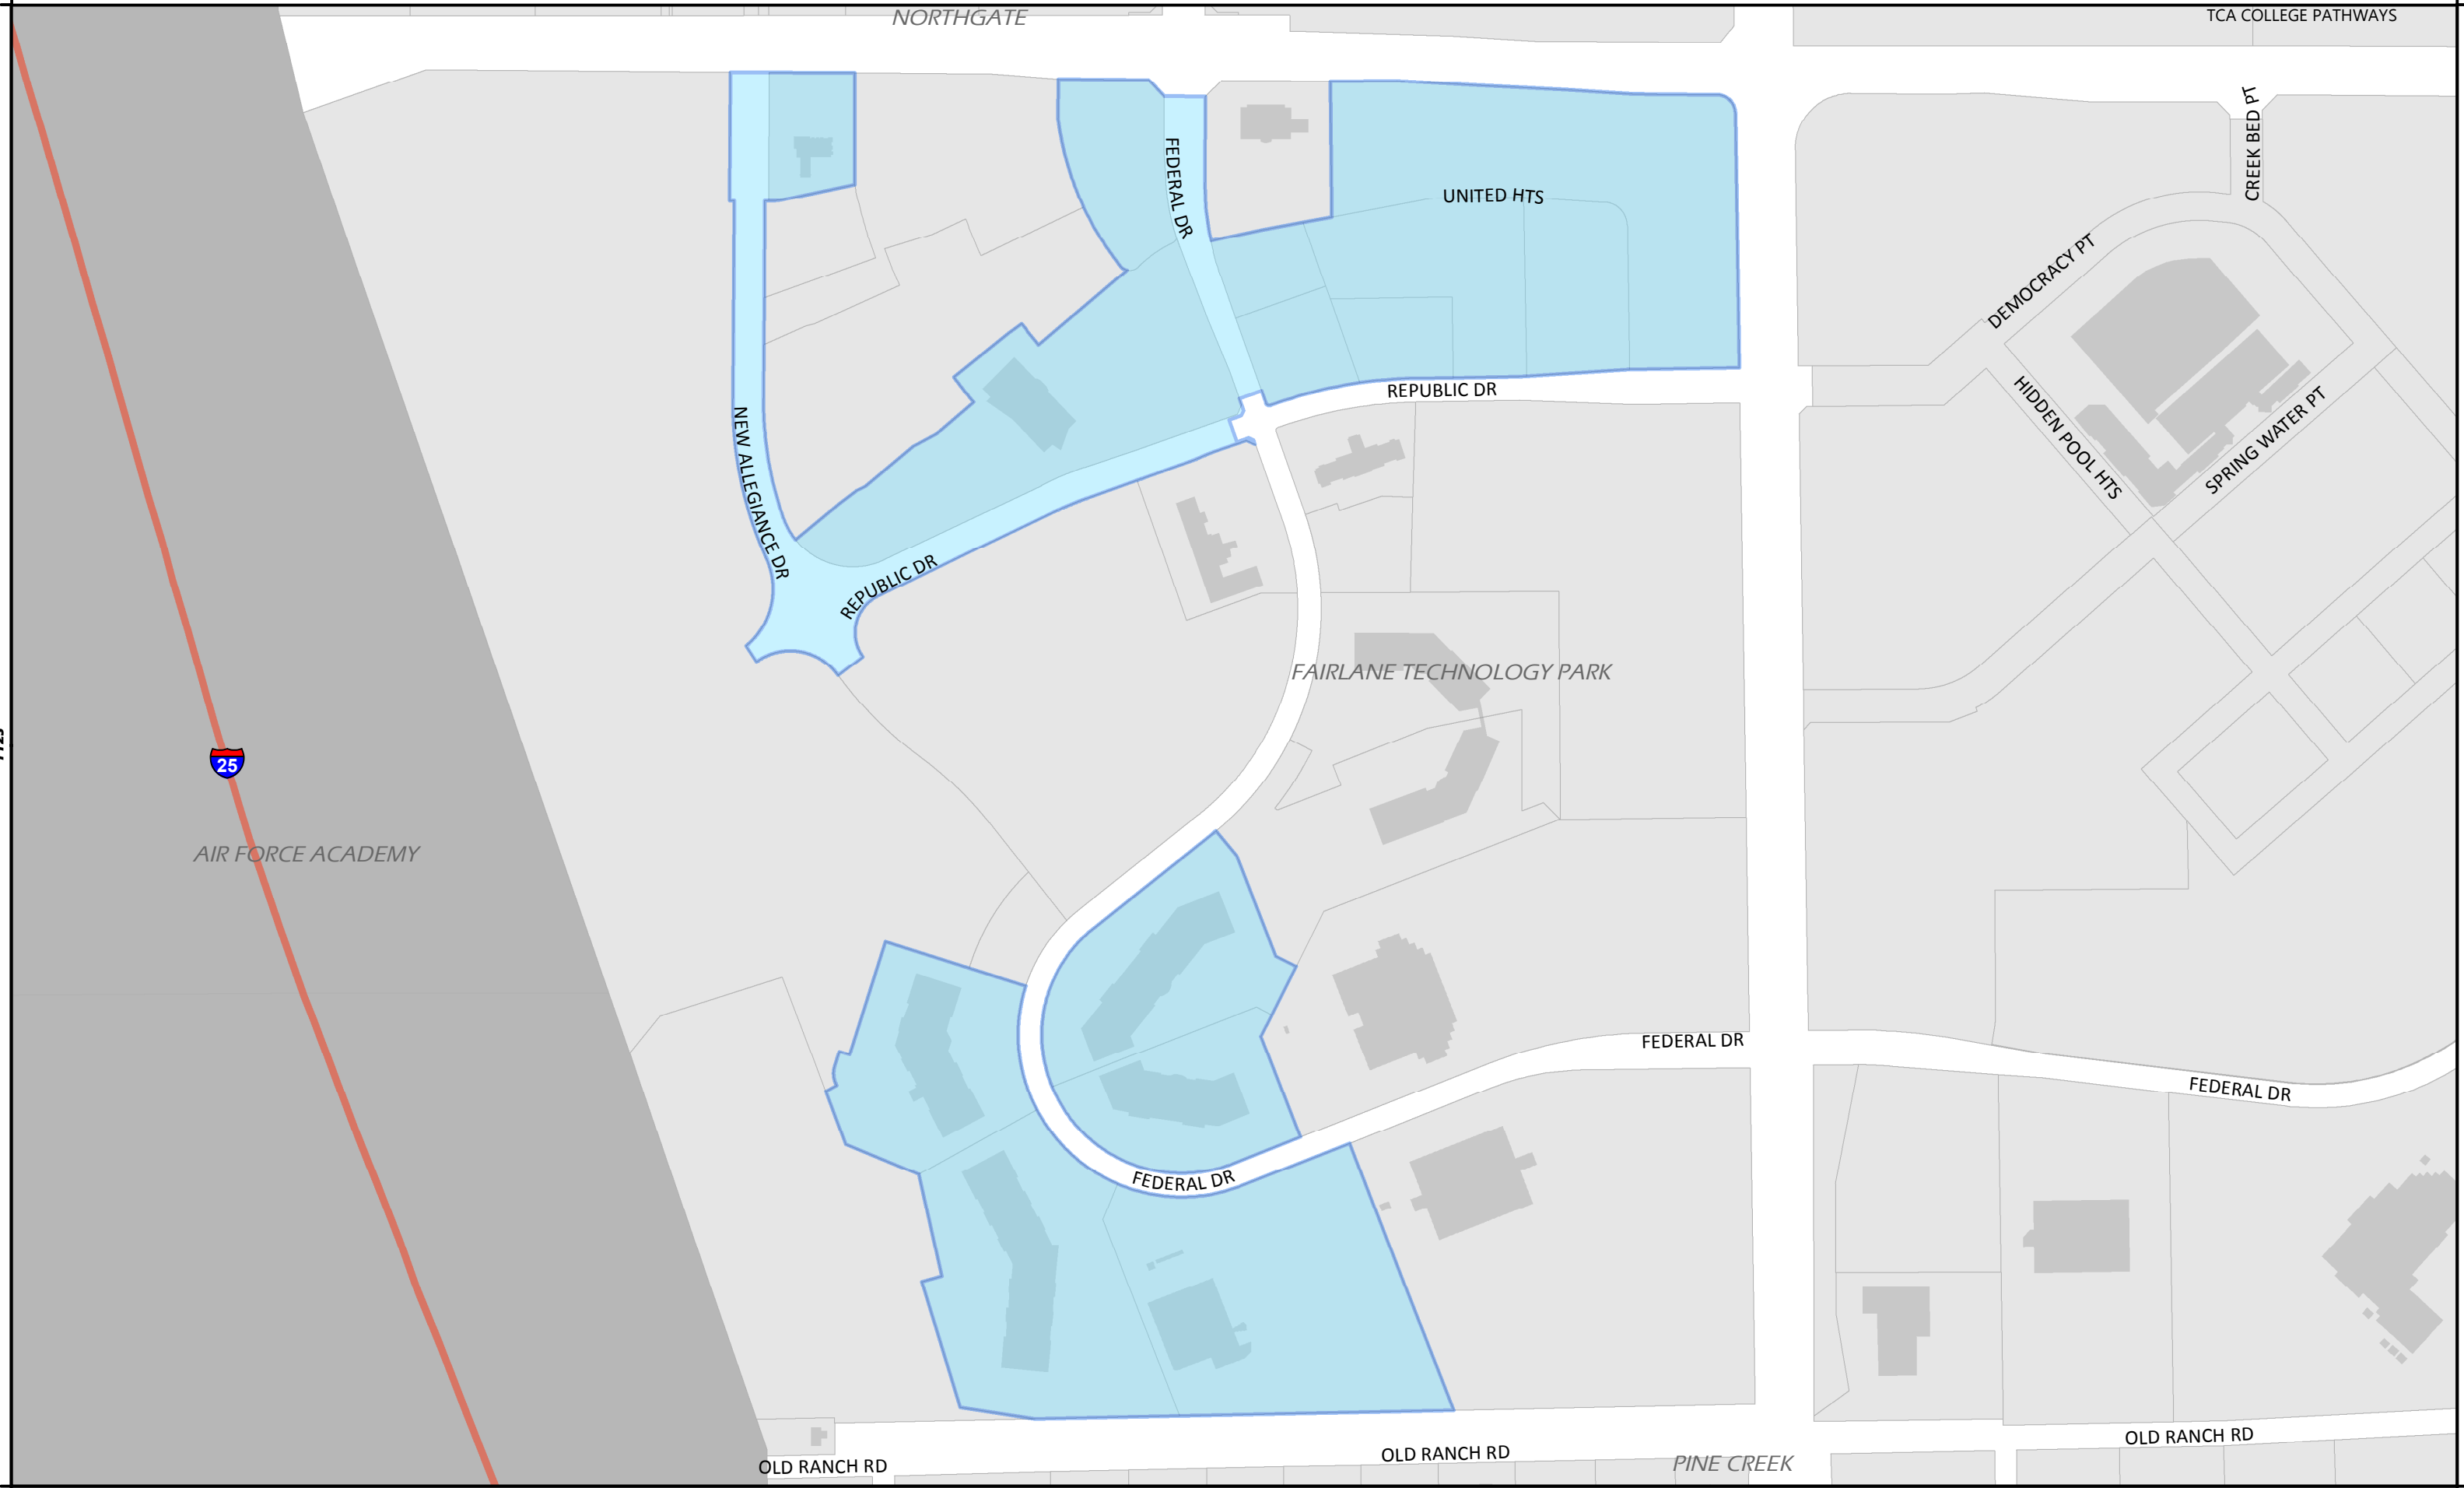 NORTHGATE
TCA COLLEGE PATHWAYS
CREEK BED PT
FEDERAL DR
UNITED HTS
DEMOCRACY PT
REPUBLIC DR
HIDDEN POOL HTS
SPRING WATER PT
NEW ALLEGIANCE DR
REPUBLIC DR
FAIRLANE TECHNOLOGY PARK
25
AIR FORCE ACADEMY
FEDERAL DR
FEDERAL DR
FEDERAL DR
OLD RANCH RD
OLD RANCH RD
OLD RANCH RD
PINE CREEK